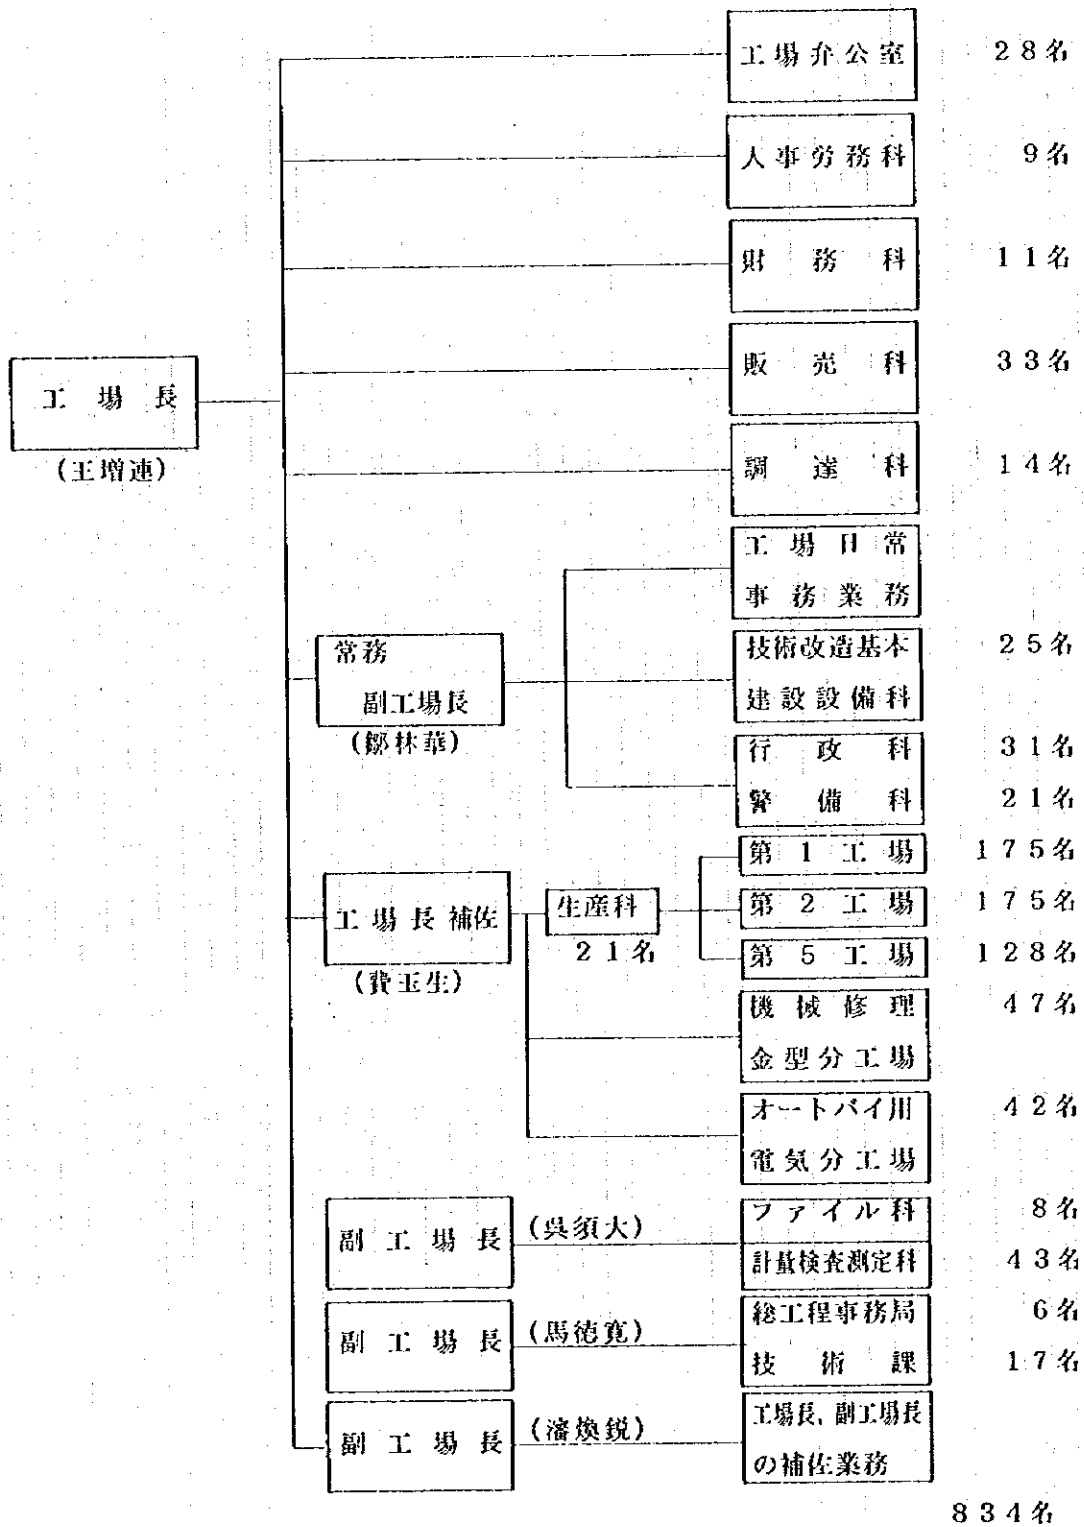 工場弁公室 28名
人事労務科 9名
財務科 11名
販売科 33名
工場長
(王増連)
調達科 14名
工場日常
事務業務
常務
副工場長
(鄒林華)
技術改造基本 25名
建設設備科
行政科 31名
警備科 21名
第1工場 175名
工場長補佐
(費玉生)
生産科
21名
第2工場 175名
第5工場 128名
機械修理 47名
金型分工場
オートバイ用 42名
電気分工場
副工場長 (呉須大)
ファイル科 8名
計量検査測定科 43名
副工場長 (馬徳寛)
総工程事務局 6名
技術課 17名
副工場長 (瀋煥鋭)
工場長、副工場長
の補佐業務
834名